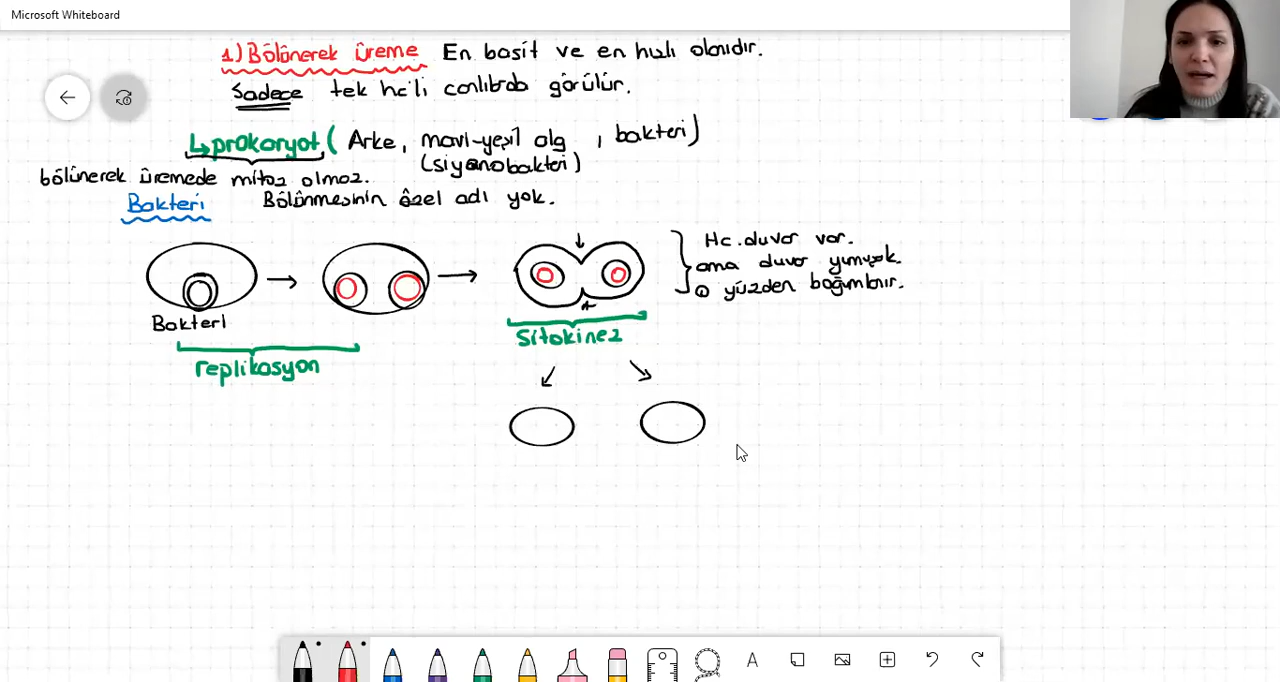 Microsoft Whiteboard
1) Bölünerek üreme En basit ve en hızlı olanıdır.
Sadece tek hc'li canlılarda görülür.
↳prokaryot ( Arke, mavi-yeşil alg , bakteri)
(siyanobakteri)
bölünerek üremede mitoz olmaz.
Bakteri Bölünmesinin özel adı yok.
Hc. duvar var.
ama duvar yumuşak.
O yüzden boğumlanır.
Bakteri
Sitokinez
replikasyon